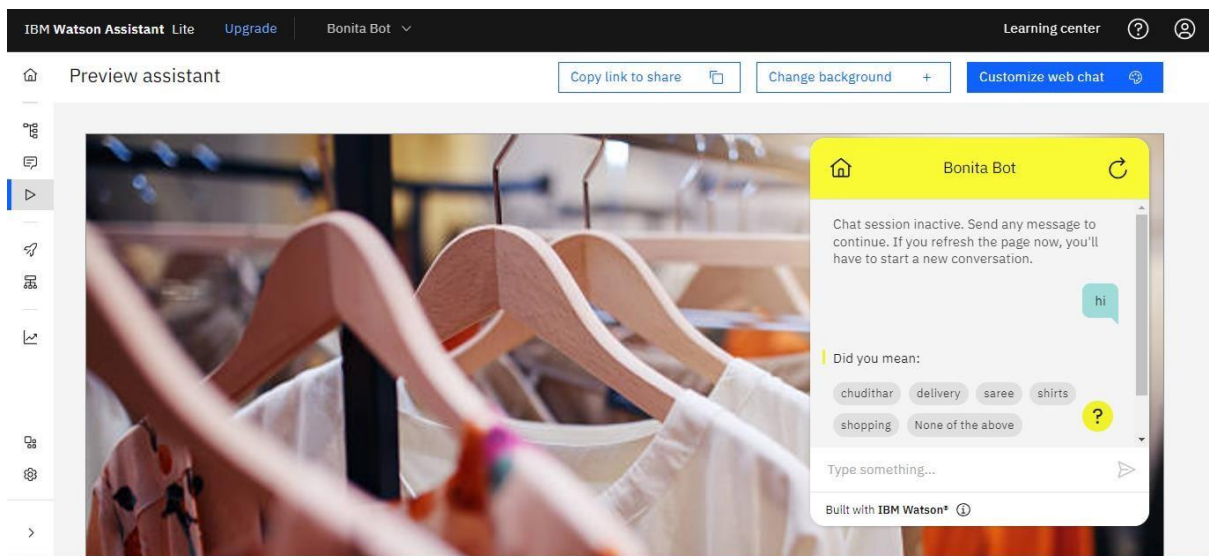 IBM Watson Assistant Lite Upgrade Bonita Bot Learning center
Preview assistant Copy link to share Change background + Customize web chat
Bonita Bot
Chat session inactive. Send any message to
continue. If you refresh the page now, you'll
have to start a new conversation.
hi
Did you mean:
chudithar delivery saree shirts
shopping None of the above
?
Type something...
Built with IBM Watson®